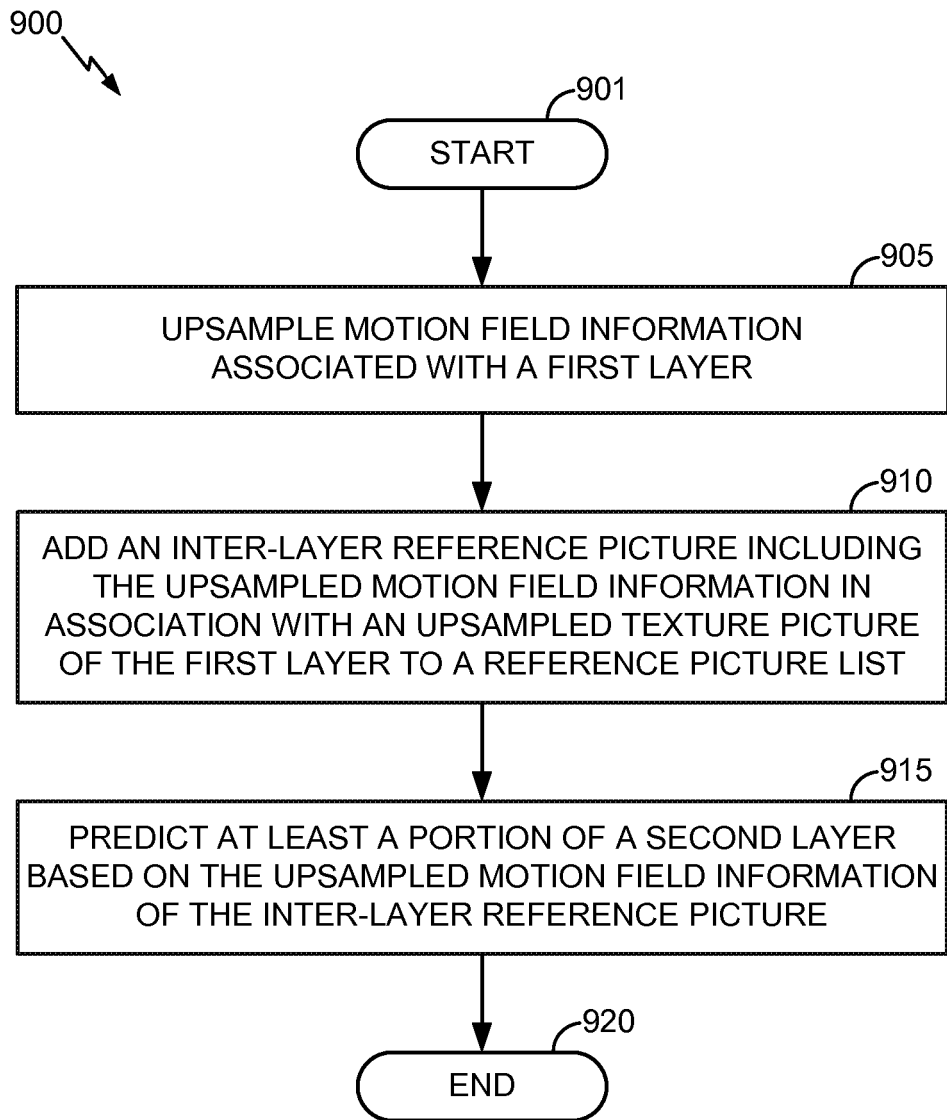 900
901
START
905
UPSAMPLE MOTION FIELD INFORMATION
ASSOCIATED WITH A FIRST LAYER
910
ADD AN INTER-LAYER REFERENCE PICTURE INCLUDING
THE UPSAMPLED MOTION FIELD INFORMATION IN
ASSOCIATION WITH AN UPSAMPLED TEXTURE PICTURE
OF THE FIRST LAYER TO A REFERENCE PICTURE LIST
915
PREDICT AT LEAST A PORTION OF A SECOND LAYER
BASED ON THE UPSAMPLED MOTION FIELD INFORMATION
OF THE INTER-LAYER REFERENCE PICTURE
920
END